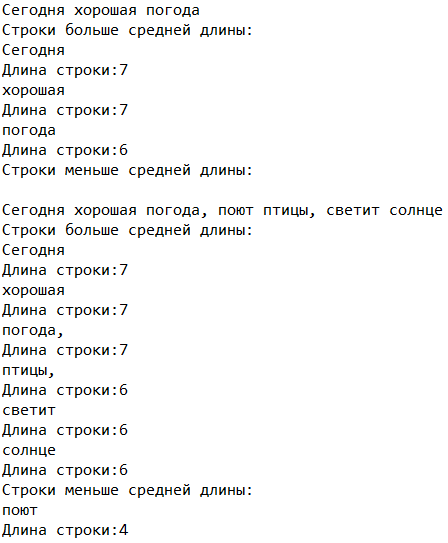 Сегодня хорошая погода
Строки больше средней длины:
Сегодня
Длина строки:7
хорошая
Длина строки:7
погода
Длина строки:6
Строки меньше средней длины:

Сегодня хорошая погода, поют птицы, светит солнце
Строки больше средней длины:
Сегодня
Длина строки:7
хорошая
Длина строки:7
погода,
Длина строки:7
птицы,
Длина строки:6
светит
Длина строки:6
солнце
Длина строки:6
Строки меньше средней длины:
поют
Длина строки:4